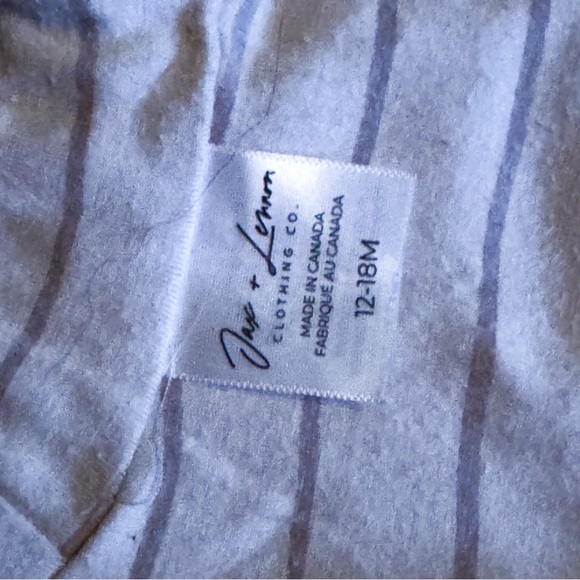 Jax + Lennon
CLOTHING CO.
MADE IN CANADA
FABRIQUÉ AU CANADA
12-18M